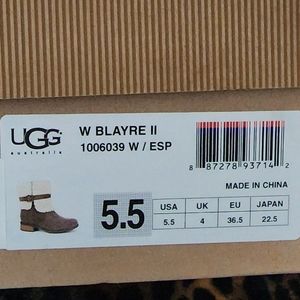 UGG
australia
W BLAYRE II
1006039 W / ESP
8 87278 93714 2
MADE IN CHINA
5.5
USA UK EU CM
5.5 4 36.5 22.5